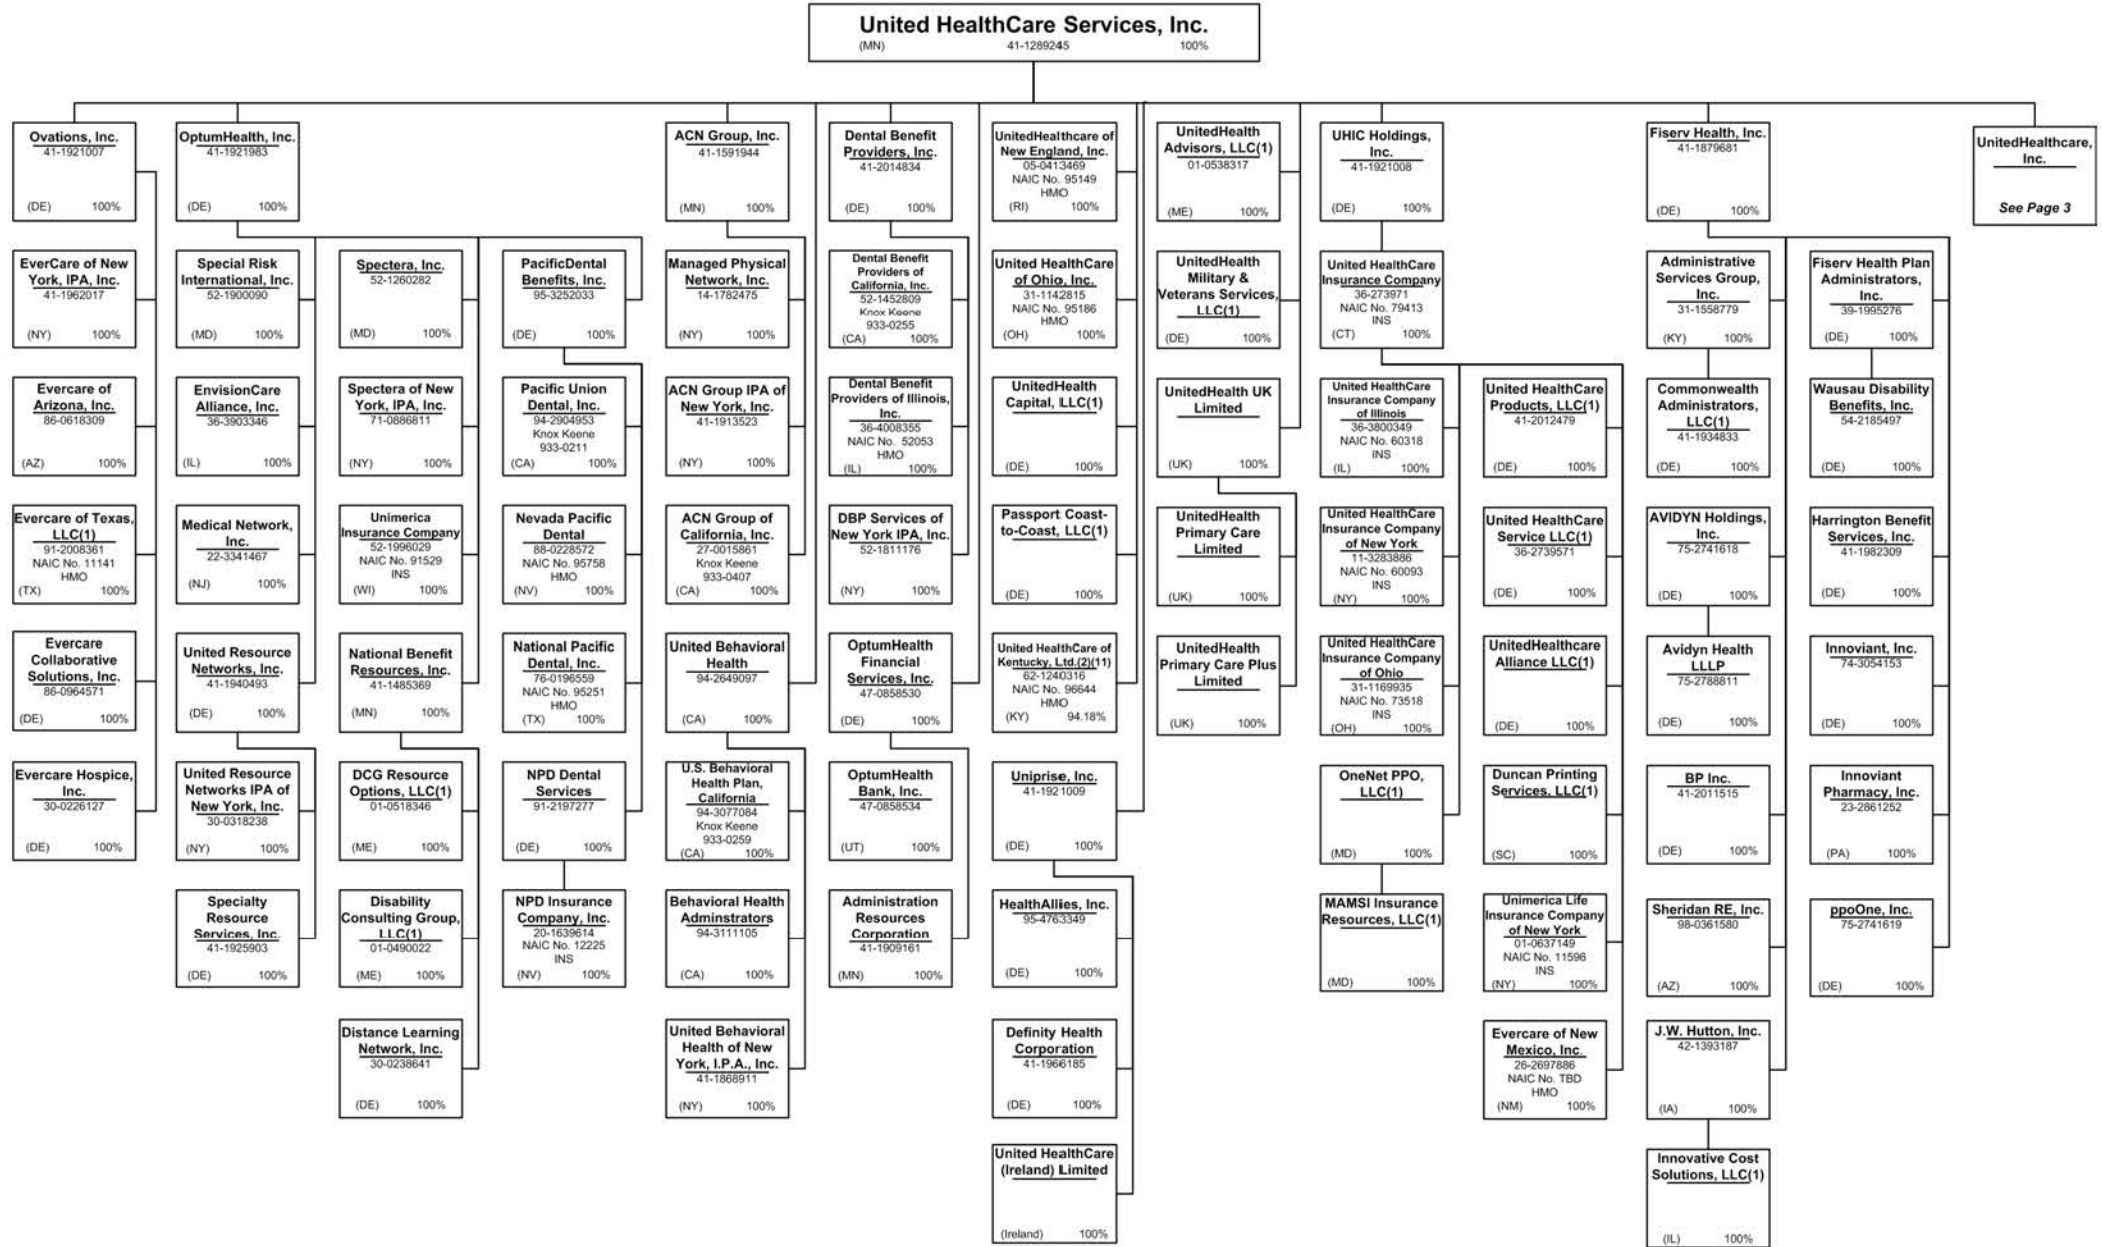 United HealthCare Services, Inc.
(MN) 41-1289245 100%
Ovations, Inc.
41-1921007
(DE) 100%
OptumHealth, Inc.
41-1921983
(DE) 100%
ACN Group, Inc.
41-1591944
(MN) 100%
Dental Benefit
Providers, Inc.
41-2014834
(DE) 100%
UnitedHealthcare of
New England, Inc.
05-0413469
NAIC No. 95149
HMO
(RI) 100%
UnitedHealth
Advisors, LLC(1)
01-0538317
(ME) 100%
UHIC Holdings,
Inc.
41-1921008
(DE) 100%
Fiserv Health, Inc.
41-1879681
(DE) 100%
UnitedHealthcare,
Inc.
See Page 3
EverCare of New
York, IPA, Inc.
41-1962017
(NY) 100%
Special Risk
International, Inc.
52-1900090
(MD) 100%
Spectera, Inc.
52-1260282
(MD) 100%
PacificDental
Benefits, Inc.
95-3252033
(DE) 100%
Managed Physical
Network, Inc.
14-1782475
(NY) 100%
Dental Benefit
Providers of
California, Inc.
52-1452809
Knox Keene
933-0255
(CA) 100%
United HealthCare
of Ohio, Inc.
31-1142815
NAIC No. 95186
HMO
(OH) 100%
UnitedHealth
Military &
Veterans Services,
LLC(1)
(DE) 100%
United HealthCare
Insurance Company
36-273971
NAIC No. 79413
INS
(CT) 100%
Administrative
Services Group,
Inc.
31-1558779
(KY) 100%
Fiserv Health Plan
Administrators,
Inc.
39-1995276
(DE) 100%
Evercare of
Arizona, Inc.
86-0618309
(AZ) 100%
EnvisionCare
Alliance, Inc.
36-3903346
(IL) 100%
Spectera of New
York, IPA, Inc.
71-0886811
(NY) 100%
Pacific Union
Dental, Inc.
94-2904953
Knox Keene
933-0211
(CA) 100%
ACN Group IPA of
New York, Inc.
41-1913523
(NY) 100%
Dental Benefit
Providers of Illinois,
Inc.
36-4008355
NAIC No. 52053
HMO
(IL) 100%
UnitedHealth
Capital, LLC(1)
(DE) 100%
UnitedHealth UK
Limited
(UK) 100%
United HealthCare
Insurance Company
of Illinois
36-3800349
NAIC No. 60318
INS
(IL) 100%
United HealthCare
Products, LLC(1)
41-2012479
(DE) 100%
Commonwealth
Administrators,
LLC(1)
41-1934833
(DE) 100%
Wausau Disability
Benefits, Inc.
54-2185497
(DE) 100%
Evercare of Texas,
LLC(1)
91-2008361
NAIC No. 11141
HMO
(TX) 100%
Medical Network,
Inc.
22-3341467
(NJ) 100%
Unimerica
Insurance Company
52-1996029
NAIC No. 91529
INS
(WI) 100%
Nevada Pacific
Dental
88-0228572
NAIC No. 95758
HMO
(NV) 100%
ACN Group of
California, Inc.
27-0015861
Knox Keene
933-0407
(CA) 100%
DBP Services of
New York IPA, Inc.
52-1811176
(NY) 100%
Passport Coast-
to-Coast, LLC(1)
(DE) 100%
UnitedHealth
Primary Care
Limited
(UK) 100%
United HealthCare
Insurance Company
of New York
11-3283886
NAIC No. 60093
INS
(NY) 100%
United HealthCare
Service LLC(1)
36-2739571
(DE) 100%
AVIDYN Holdings,
Inc.
75-2741618
(DE) 100%
Harrington Benefit
Services, Inc.
41-1982309
(DE) 100%
Evercare
Collaborative
Solutions, Inc.
86-0964571
(DE) 100%
United Resource
Networks, Inc.
41-1940493
(DE) 100%
National Benefit
Resources, Inc.
41-1485369
(MN) 100%
National Pacific
Dental, Inc.
76-0196559
NAIC No. 95251
HMO
(TX) 100%
United Behavioral
Health
94-2649097
(CA) 100%
OptumHealth
Financial
Services, Inc.
47-0858530
(DE) 100%
United HealthCare of
Kentucky, Ltd.(2)(11)
62-1240316
NAIC No. 96644
HMO
(KY) 94.18%
UnitedHealth
Primary Care Plus
Limited
(UK) 100%
United HealthCare
Insurance Company
of Ohio
31-1169935
NAIC No. 73518
INS
(OH) 100%
UnitedHealthcare
Alliance LLC(1)
(DE) 100%
Avidyn Health
LLLP
75-2788811
(DE) 100%
Innoviant, Inc.
74-3054153
(DE) 100%
Evercare Hospice,
Inc.
30-0226127
(DE) 100%
United Resource
Networks IPA of
New York, Inc.
30-0318238
(NY) 100%
DCG Resource
Options, LLC(1)
01-0518346
(ME) 100%
NPD Dental
Services
91-2197277
(DE) 100%
U.S. Behavioral
Health Plan,
California
94-3077084
Knox Keene
933-0259
(CA) 100%
OptumHealth
Bank, Inc.
47-0858534
(UT) 100%
Uniprise, Inc.
41-1921009
(DE) 100%
OneNet PPO,
LLC(1)
(MD) 100%
Duncan Printing
Services, LLC(1)
(SC) 100%
BP Inc.
41-2011515
(DE) 100%
Innoviant
Pharmacy, Inc.
23-2861252
(PA) 100%
Specialty
Resource
Services, Inc.
41-1925903
(DE) 100%
Disability
Consulting Group,
LLC(1)
01-0490022
(ME) 100%
NPD Insurance
Company, Inc.
20-1639614
NAIC No. 12225
INS
(NV) 100%
Behavioral Health
Adminstrators
94-3111105
(CA) 100%
Administration
Resources
Corporation
41-1909161
(MN) 100%
HealthAllies, Inc.
95-4763349
(DE) 100%
MAMSI Insurance
Resources, LLC(1)
(MD) 100%
Unimerica Life
Insurance Company
of New York
01-0637149
NAIC No. 11596
INS
(NY) 100%
Sheridan RE, Inc.
98-0361580
(AZ) 100%
ppoOne, Inc.
75-2741619
(DE) 100%
Distance Learning
Network, Inc.
30-0238641
(DE) 100%
United Behavioral
Health of New
York, I.P.A., Inc.
41-1868911
(NY) 100%
Definity Health
Corporation
41-1966185
(DE) 100%
Evercare of New
Mexico, Inc.
26-2697886
NAIC No. TBD
HMO
(NM) 100%
J.W. Hutton, Inc.
42-1393187
(IA) 100%
United HealthCare
(Ireland) Limited
(Ireland) 100%
Innovative Cost
Solutions, LLC(1)
(IL) 100%